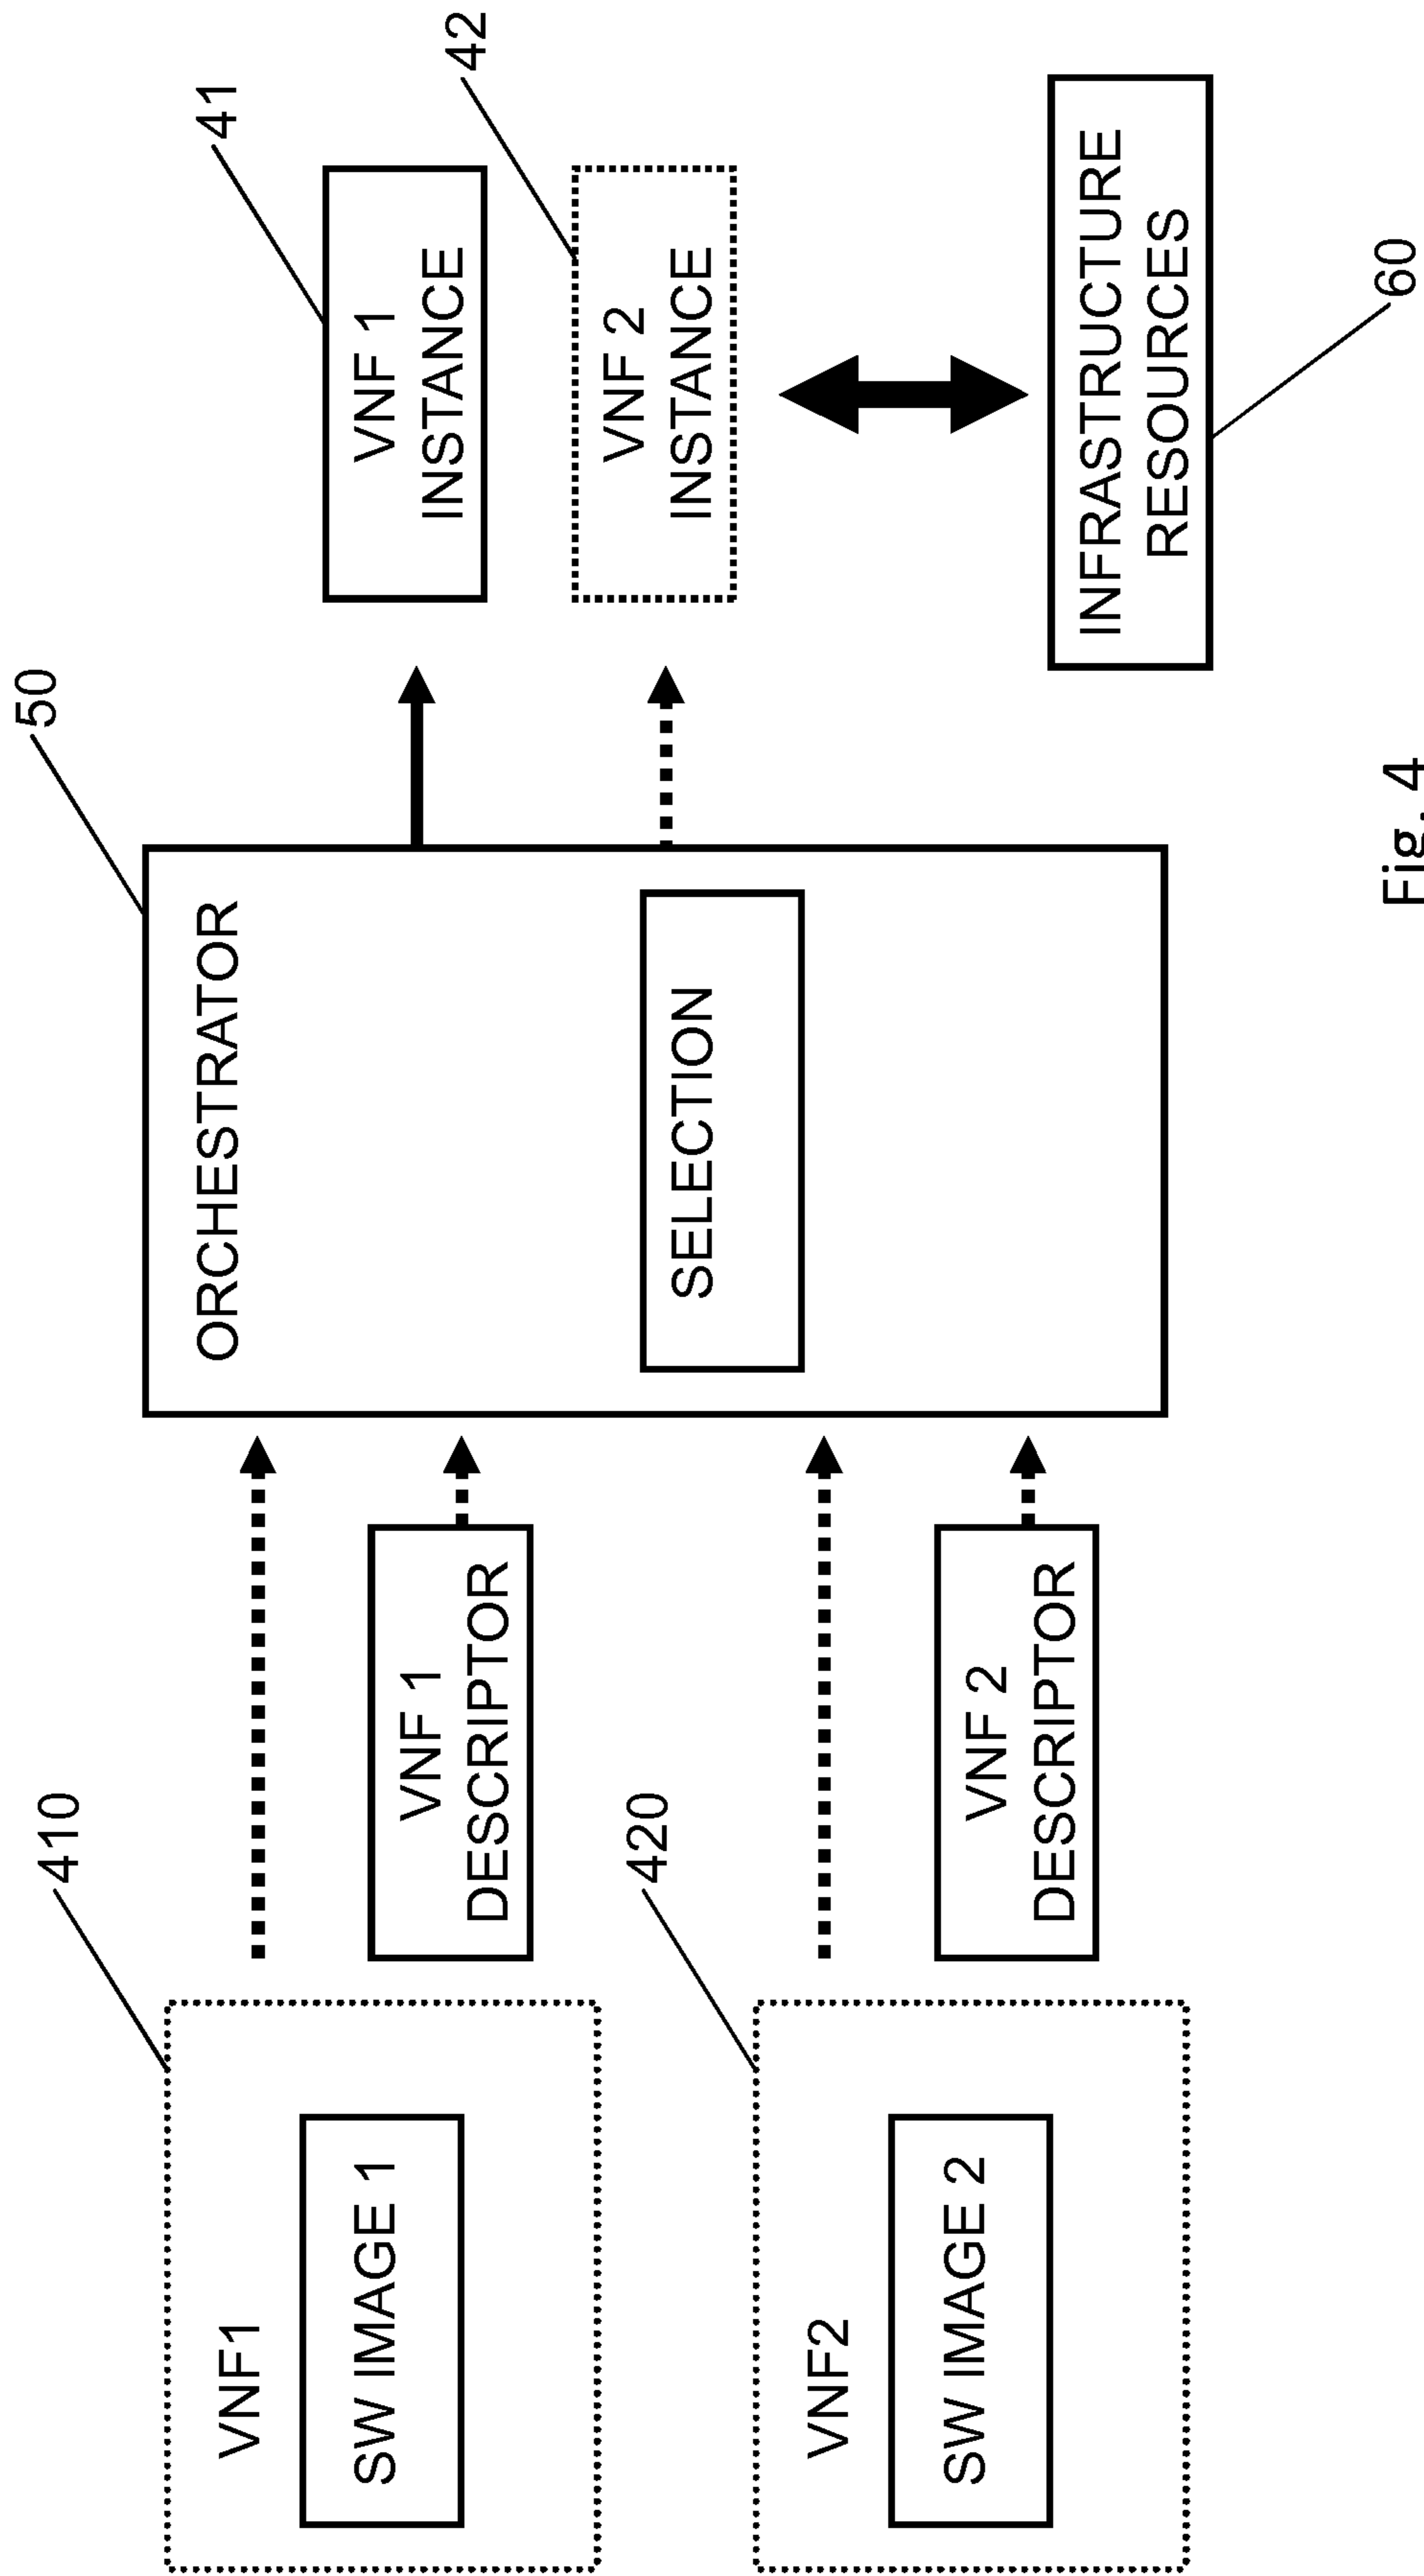 410
VNF1
SW IMAGE 1
VNF 1
DESCRIPTOR
420
VNF2
SW IMAGE 2
VNF 2
DESCRIPTOR
50
ORCHESTRATOR
SELECTION
41
VNF 1
INSTANCE
42
VNF 2
INSTANCE
INFRASTRUCTURE
RESOURCES
60
Fig. 4